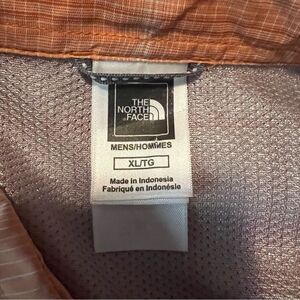 THE
NORTH
FACE
MENS/HOMMES
XL/TG
Made in Indonesia
Fabriqué en Indonésie